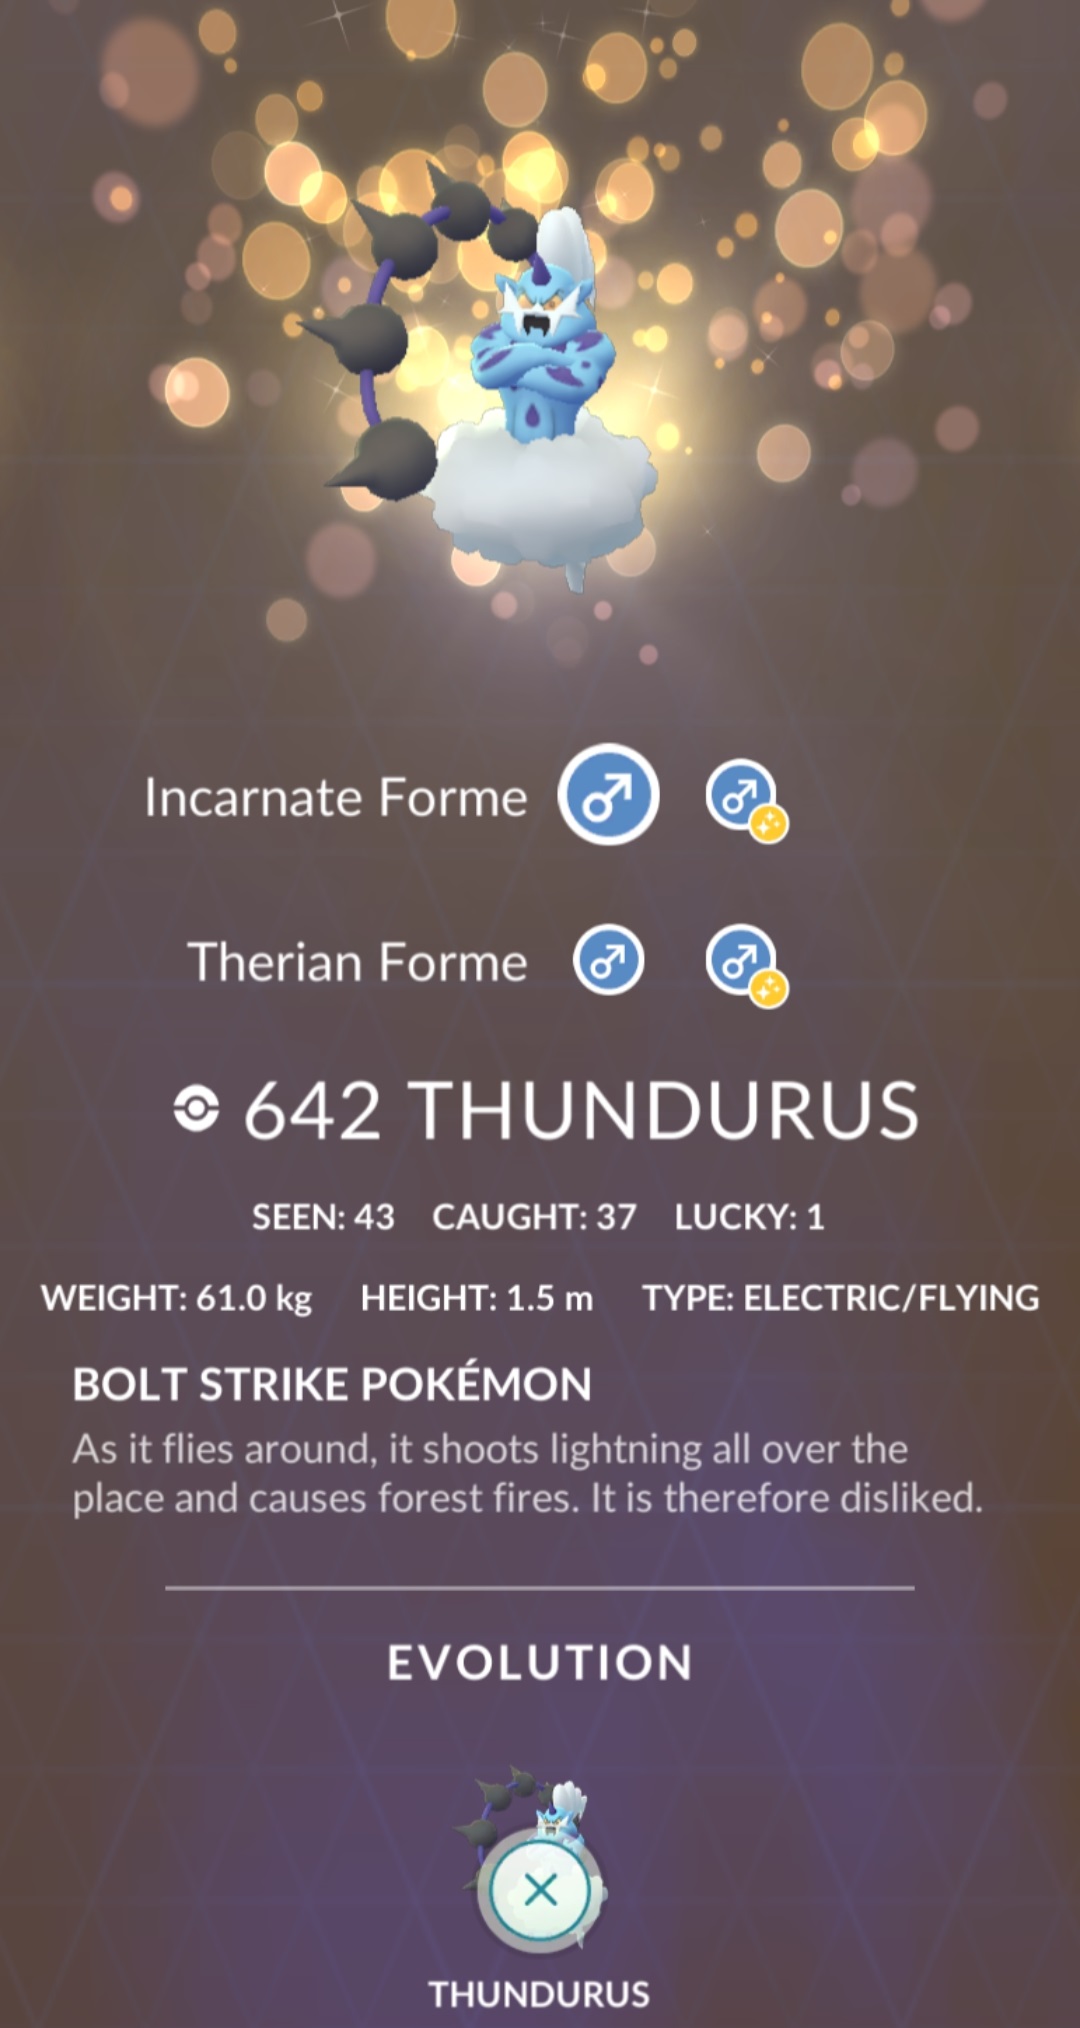 Incarnate Forme
Therian Forme
642 THUNDURUS
SEEN: 43 CAUGHT: 37 LUCKY: 1
WEIGHT: 61.0 kg HEIGHT: 1.5 m TYPE: ELECTRIC/FLYING
BOLT STRIKE POKÉMON
As it flies around, it shoots lightning all over the
place and causes forest fires. It is therefore disliked.
EVOLUTION
THUNDURUS